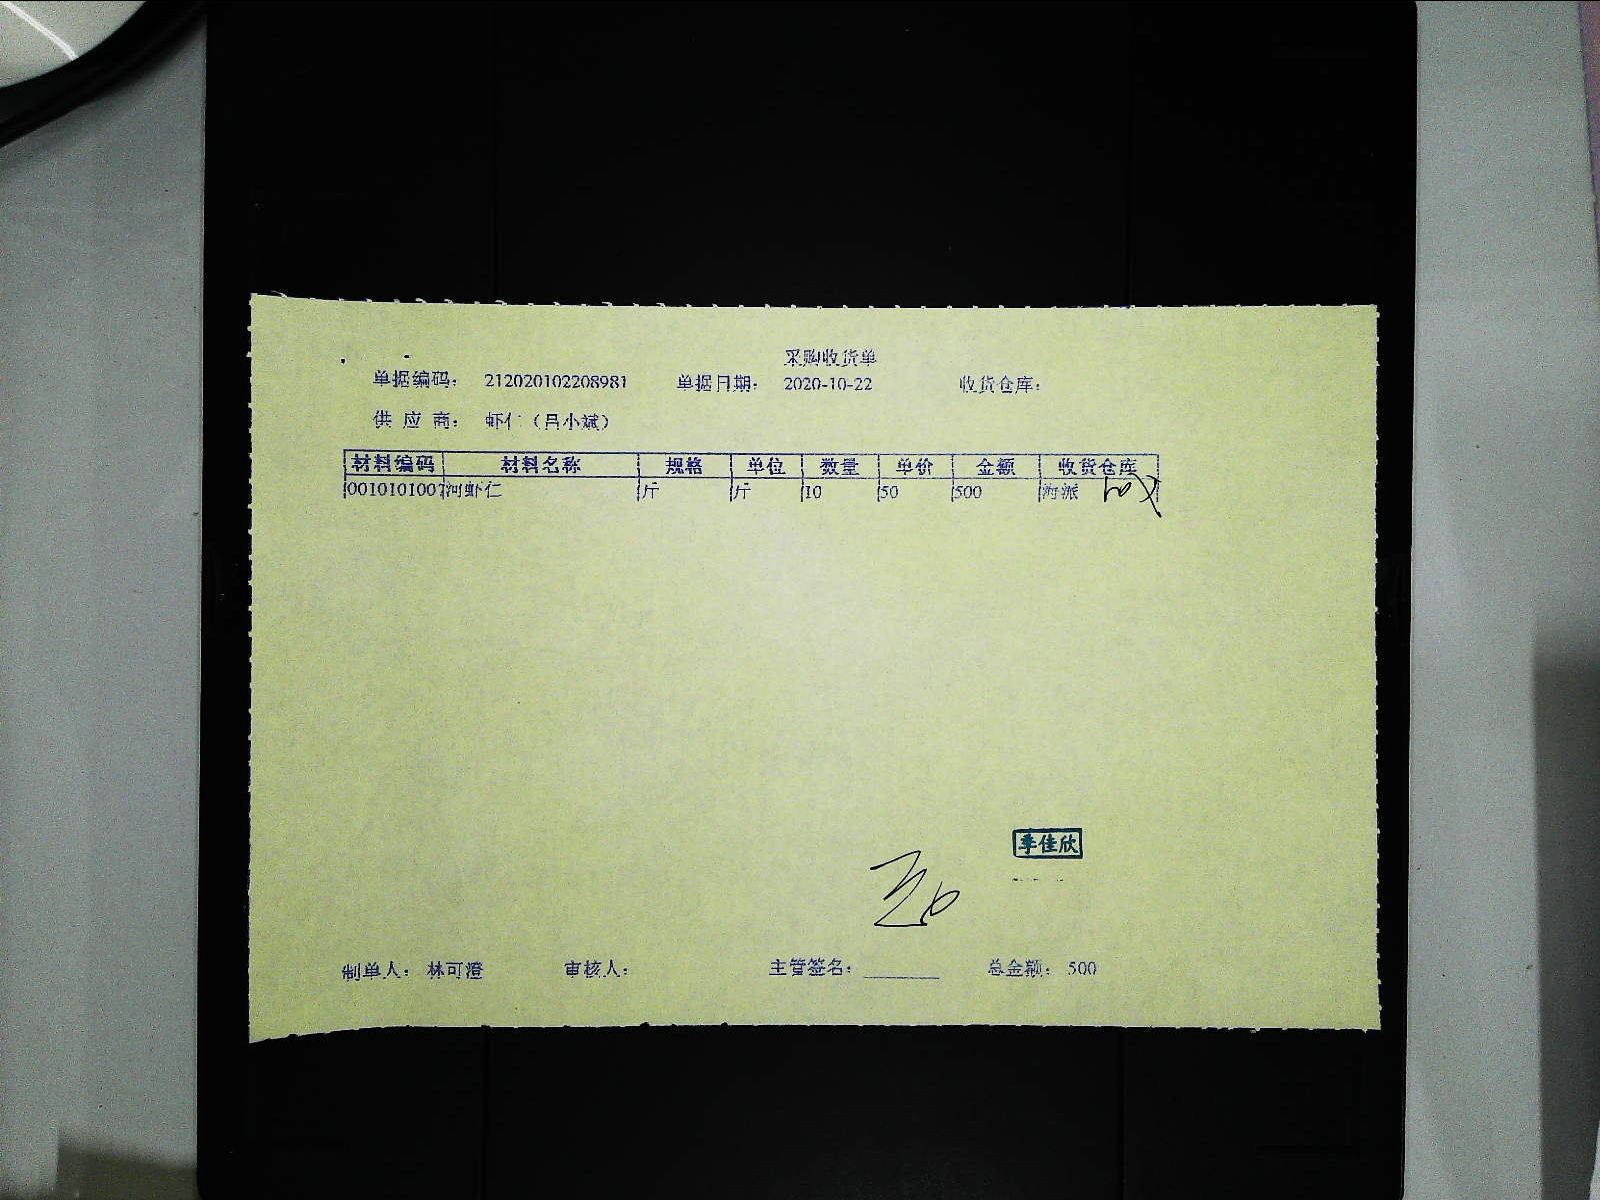 采购收货单
单据编码： 212020102208981 单据日期： 2020-10-22 收货仓库：
供 应 商： 虾仁（吕小斌）
材料编码 材料名称 规格 单位 数量 单价 金额 收货仓库
0010101007 河虾仁 斤 斤 10 50 500 海派
季佳欣
制单人： 林可澄 审核人： 主管签名： 总金额： 500